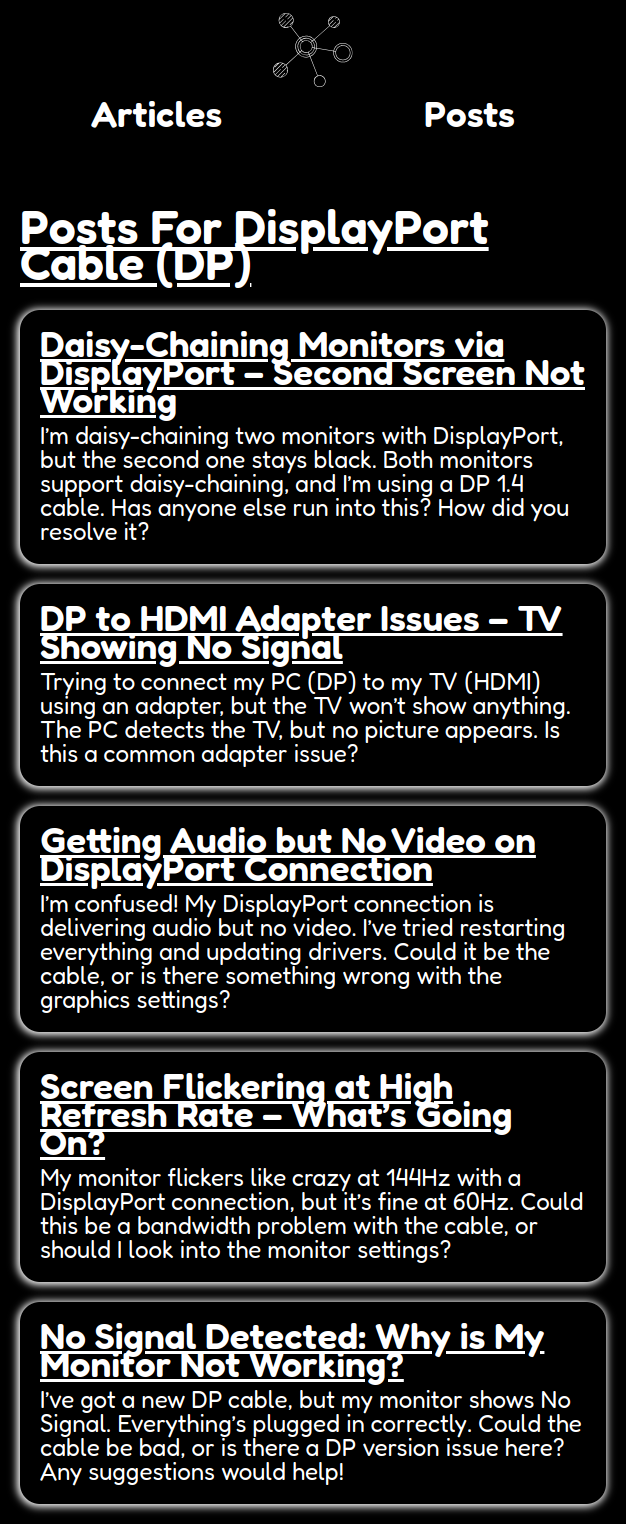 Articles Posts
Posts For DisplayPort
Cable (DP)
Daisy-Chaining Monitors via
DisplayPort – Second Screen Not
Working
I’m daisy-chaining two monitors with DisplayPort,
but the second one stays black. Both monitors
support daisy-chaining, and I’m using a DP 1.4
cable. Has anyone else run into this? How did you
resolve it?
DP to HDMI Adapter Issues – TV
Showing No Signal
Trying to connect my PC (DP) to my TV (HDMI)
using an adapter, but the TV won’t show anything.
The PC detects the TV, but no picture appears. Is
this a common adapter issue?
Getting Audio but No Video on
DisplayPort Connection
I’m confused! My DisplayPort connection is
delivering audio but no video. I’ve tried restarting
everything and updating drivers. Could it be the
cable, or is there something wrong with the
graphics settings?
Screen Flickering at High
Refresh Rate – What’s Going
On?
My monitor flickers like crazy at 144Hz with a
DisplayPort connection, but it’s fine at 60Hz. Could
this be a bandwidth problem with the cable, or
should I look into the monitor settings?
No Signal Detected: Why is My
Monitor Not Working?
I’ve got a new DP cable, but my monitor shows No
Signal. Everything’s plugged in correctly. Could the
cable be bad, or is there a DP version issue here?
Any suggestions would help!